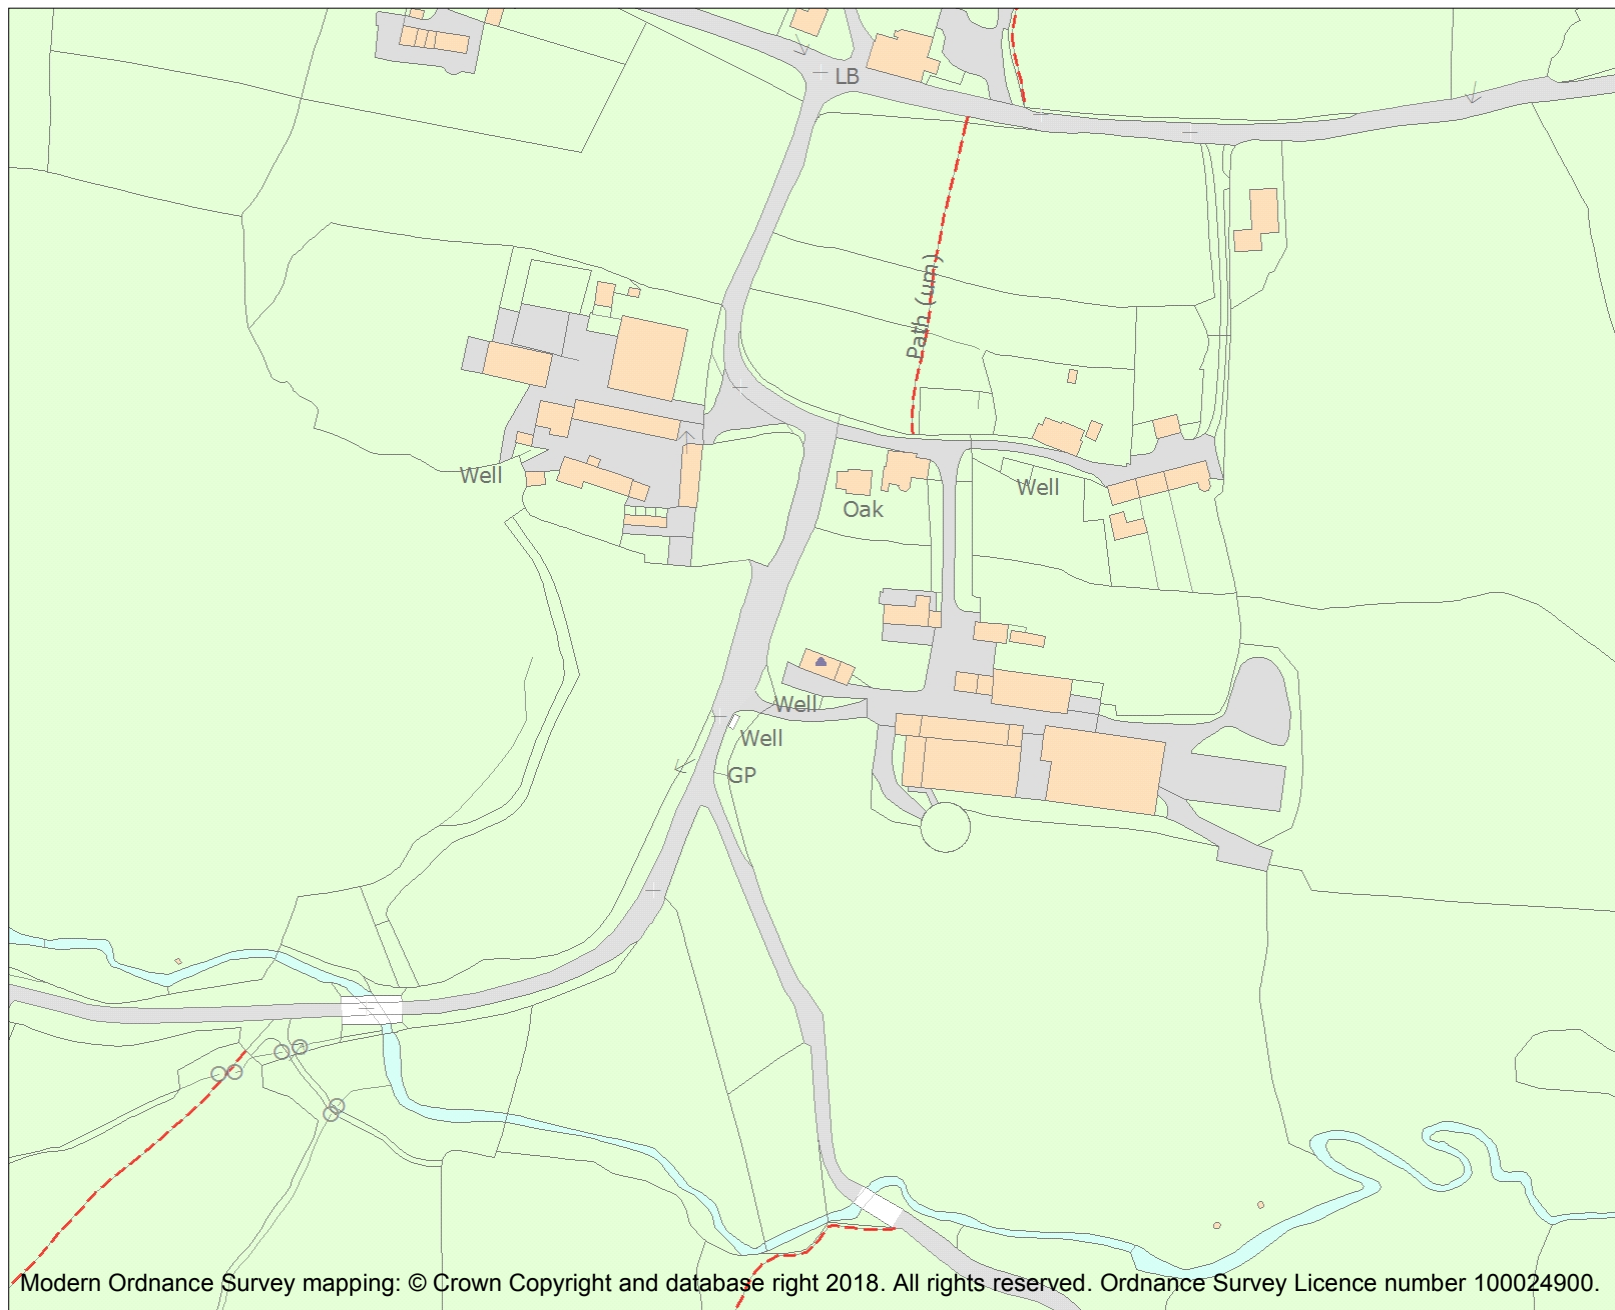 LB
Path (um)
Well
Well
Oak
Well
Well
GP
Modern Ordnance Survey mapping: © Crown Copyright and database right 2018. All rights reserved. Ordnance Survey Licence number 100024900.